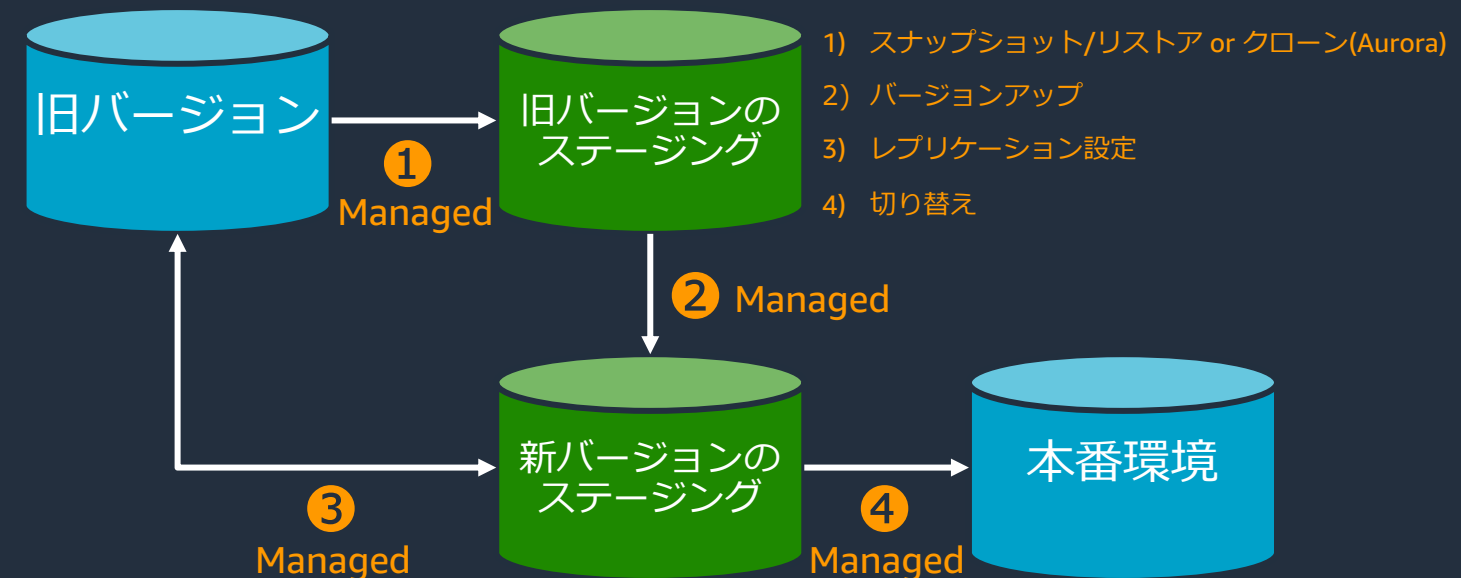 旧バージョン
❶
Managed
旧バージョンの
ステージング
1) スナップショット/リストア or クローン(Aurora)
2) バージョンアップ
3) レプリケーション設定
4) 切り替え
❷ Managed
❸
Managed
新バージョンの
ステージング
❹
Managed
本番環境